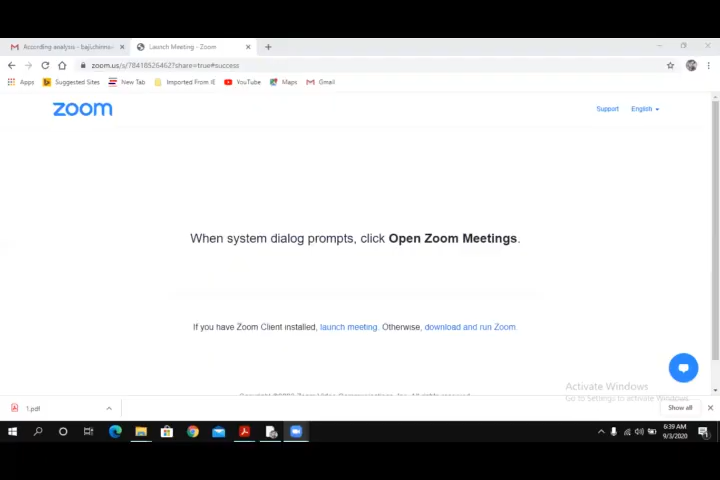 According analysis - baji.chinns-
Launch Meeting - Zoom
zoom.us/s/78418526462?share=true#success
Apps
Suggested Sites
New Tab
Imported From IE
YouTube
Maps
Gmail
zoom
Support
English
When system dialog prompts, click Open Zoom Meetings.
If you have Zoom Client installed, launch meeting. Otherwise, download and run Zoom.
Activate Windows
Go to Settings to activate Windows.
1.pdf
Show all
6:39 AM
9/3/2020